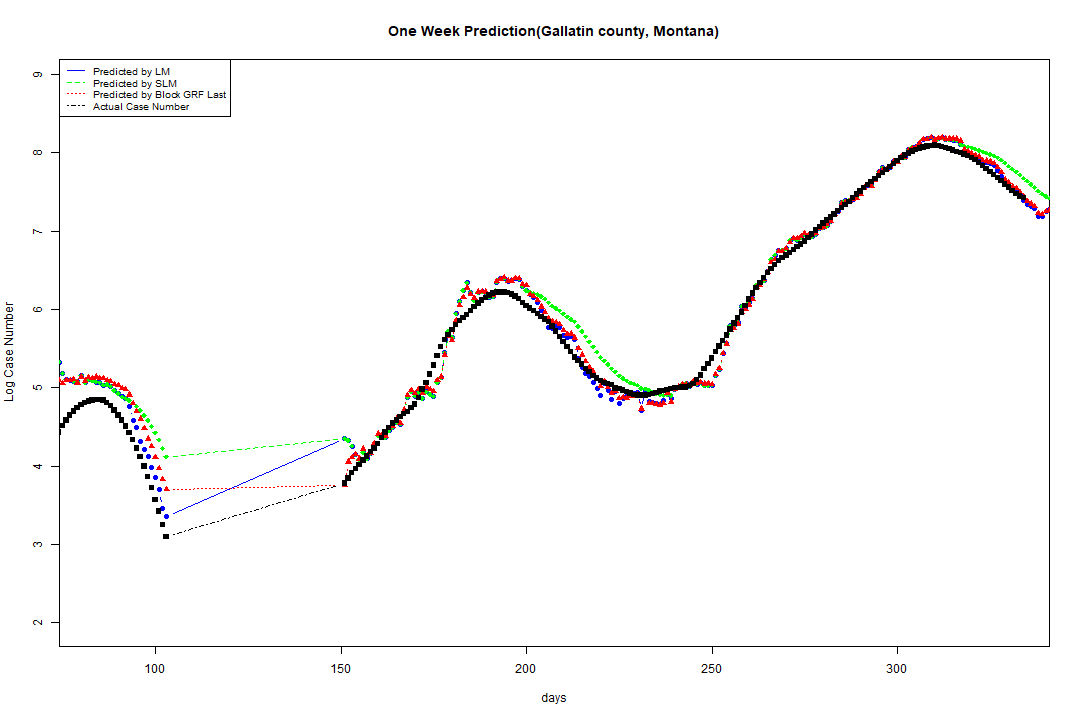 One Week Prediction(Gallatin county, Montana)
Predicted by LM
Predicted by SLM
Predicted by Block GRF Last
Actual Case Number
9
8
7
6
5
4
3
2
Log Case Number
100 150 200 250 300
days